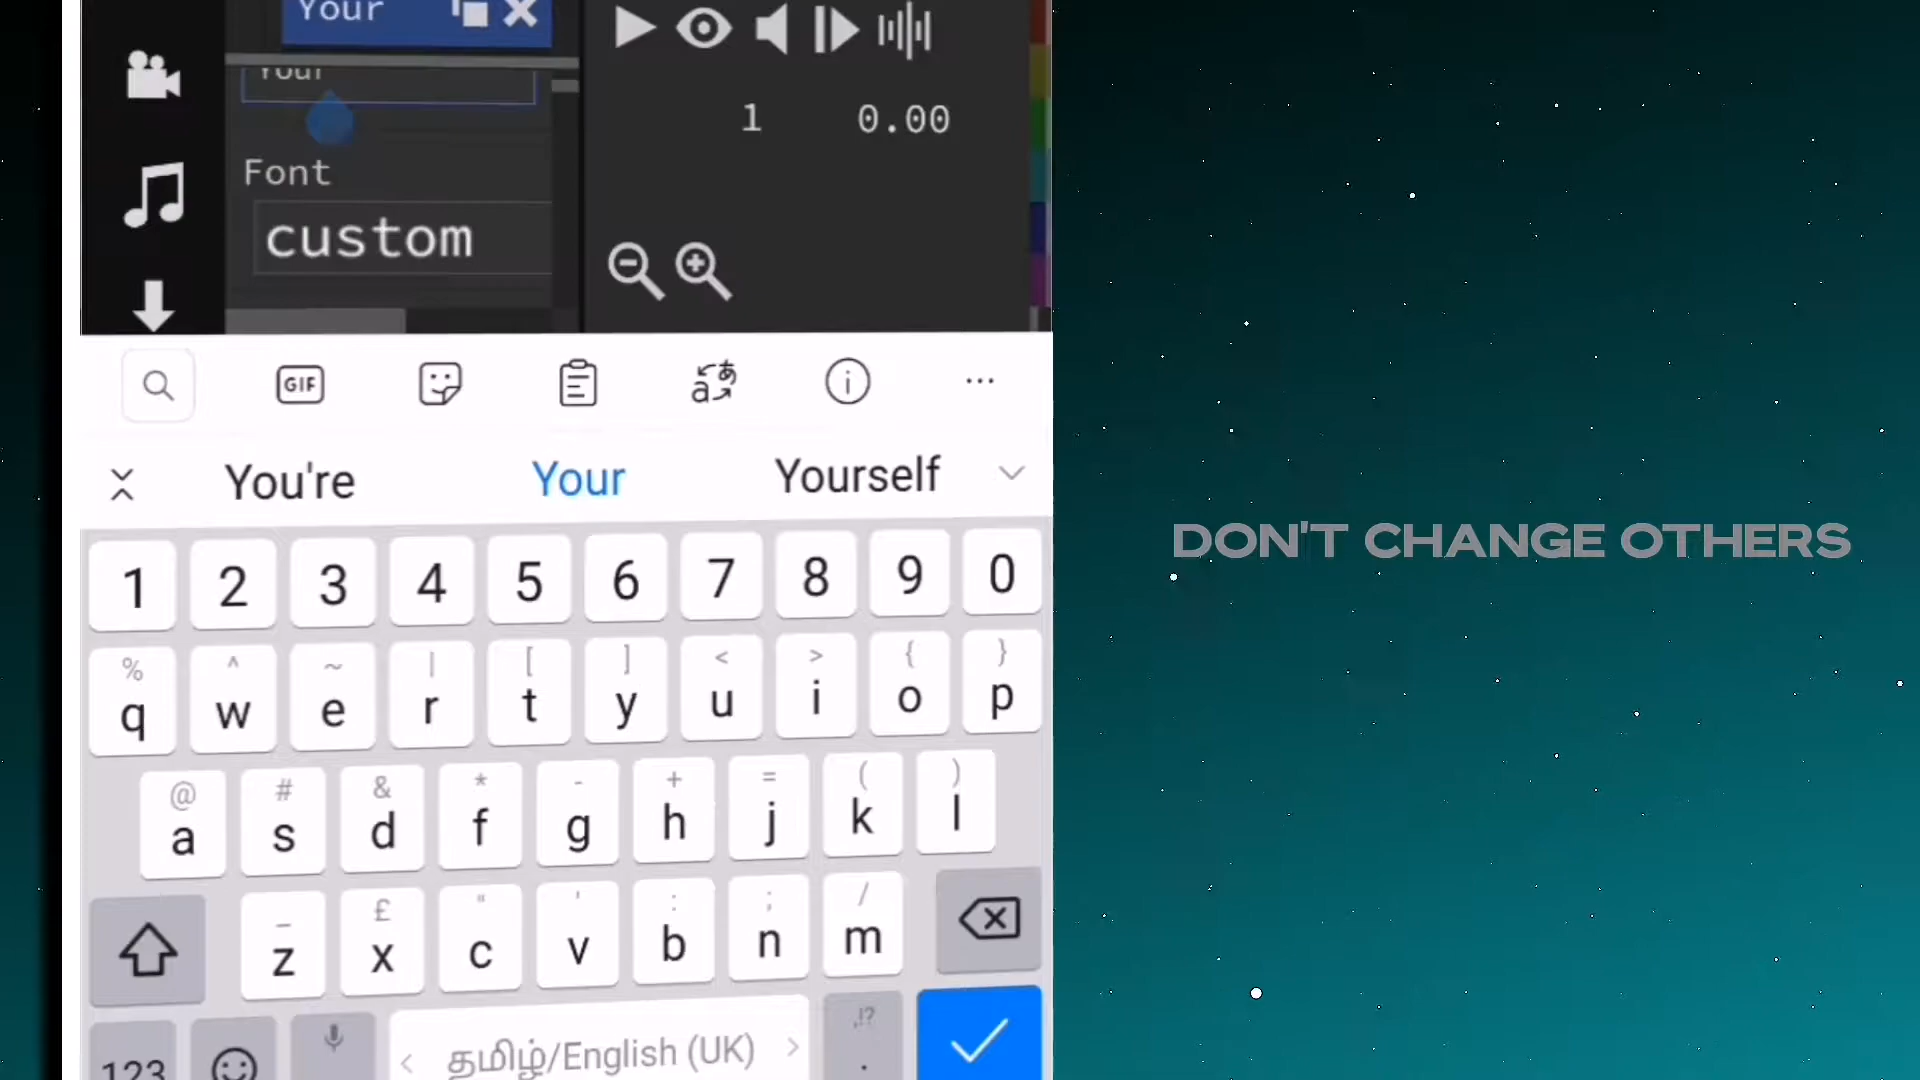 Your
Your
1 0.00
Font
custom
GIF
You're Your Yourself
1 2 3 4 5 6 7 8 9 0
% ^ ~ | [ ] < > { }
q w e r t y u i o p
@ # & * - + = ( )
a s d f g h j k l
_ £ " ' : ; /
z x c v b n m
,!?
123 < தமிழ்/English (UK) > .
DON'T CHANGE OTHERS